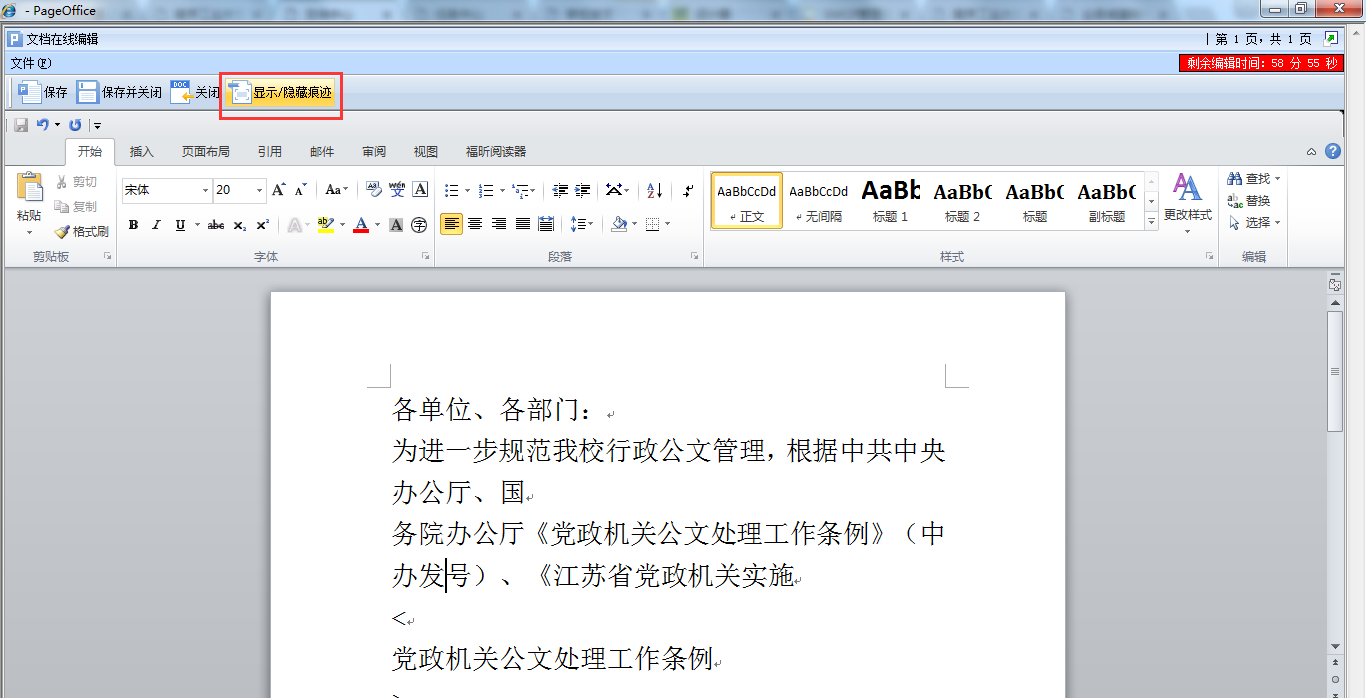 - PageOffice
文档在线编辑
| 第 1 页，共 1 页
文件(F)
剩余编辑时间：58 分 55 秒
保存 保存并关闭 关闭 显示/隐藏痕迹
开始 插入 页面布局 引用 邮件 审阅 视图 福昕阅读器
粘贴 剪切 复制 格式刷
宋体 20
AaBbCcDd AaBbCcDd AaBb AaBbC AaBbC AaBbC
正文 无间隔 标题 1 标题 2 标题 副标题
更改样式
查找 替换 选择
剪贴板 字体 段落 样式 编辑
各单位、各部门：
为进一步规范我校行政公文管理，根据中共中央
办公厅、国
务院办公厅《党政机关公文处理工作条例》（中
办发号）、《江苏省党政机关实施
<
党政机关公文处理工作条例